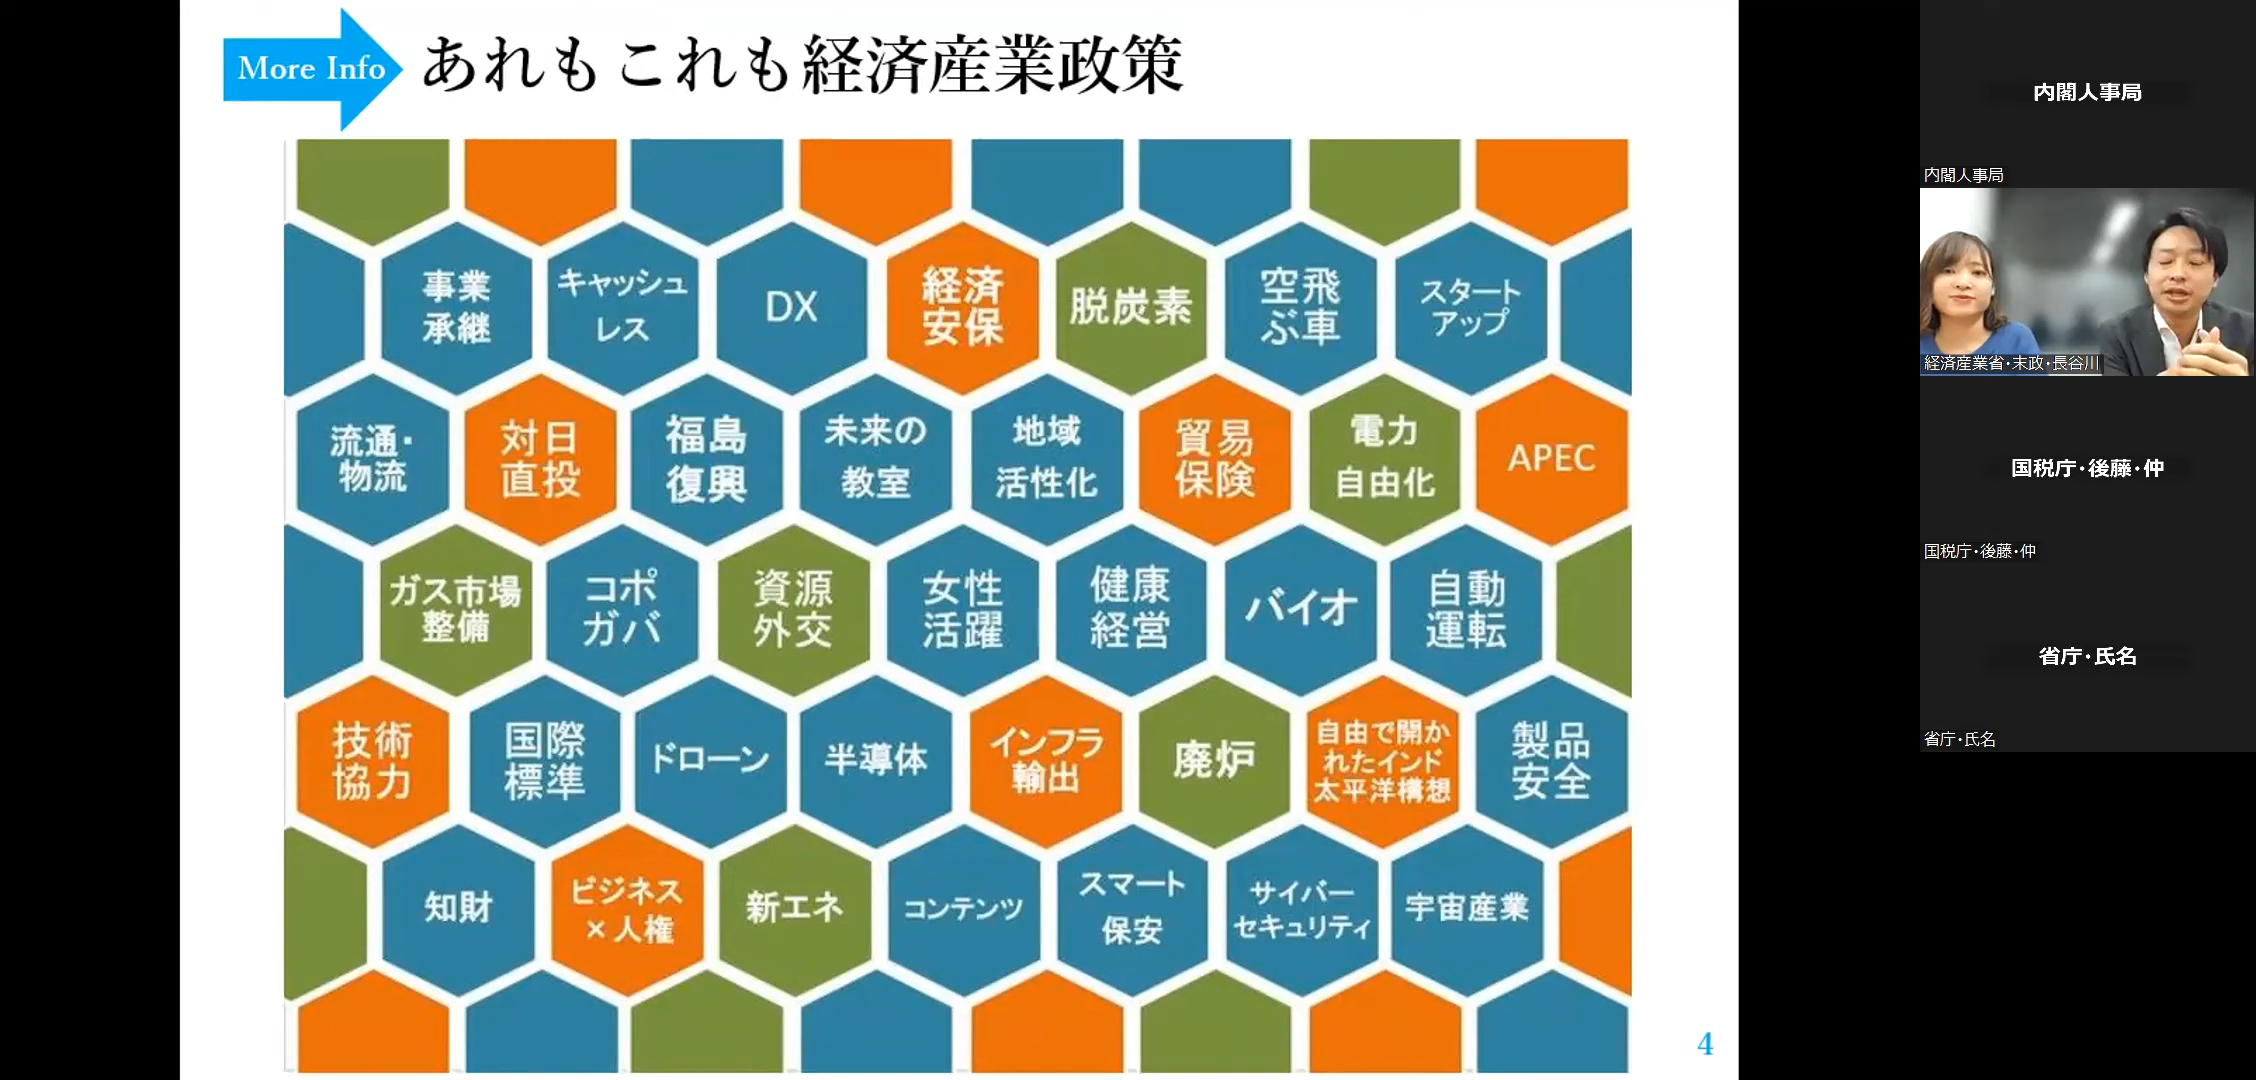 More Info
あれもこれも経済産業政策
事業
承継
キャッシュ
レス
DX
経済
安保
脱炭素
空飛
ぶ車
スタート
アップ
流通・
物流
対日
直投
福島
復興
未来の
教室
地域
活性化
貿易
保険
電力
自由化
APEC
ガス市場
整備
コポ
ガバ
資源
外交
女性
活躍
健康
経営
バイオ
自動
運転
技術
協力
国際
標準
ドローン
半導体
インフラ
輸出
廃炉
自由で開か
れたインド
太平洋構想
製品
安全
知財
ビジネス
×人権
新エネ
コンテンツ
スマート
保安
サイバー
セキュリティ
宇宙産業
4
内閣人事局
内閣人事局
経済産業省・末政・長谷川
国税庁・後藤・仲
国税庁・後藤・仲
省庁・氏名
省庁・氏名